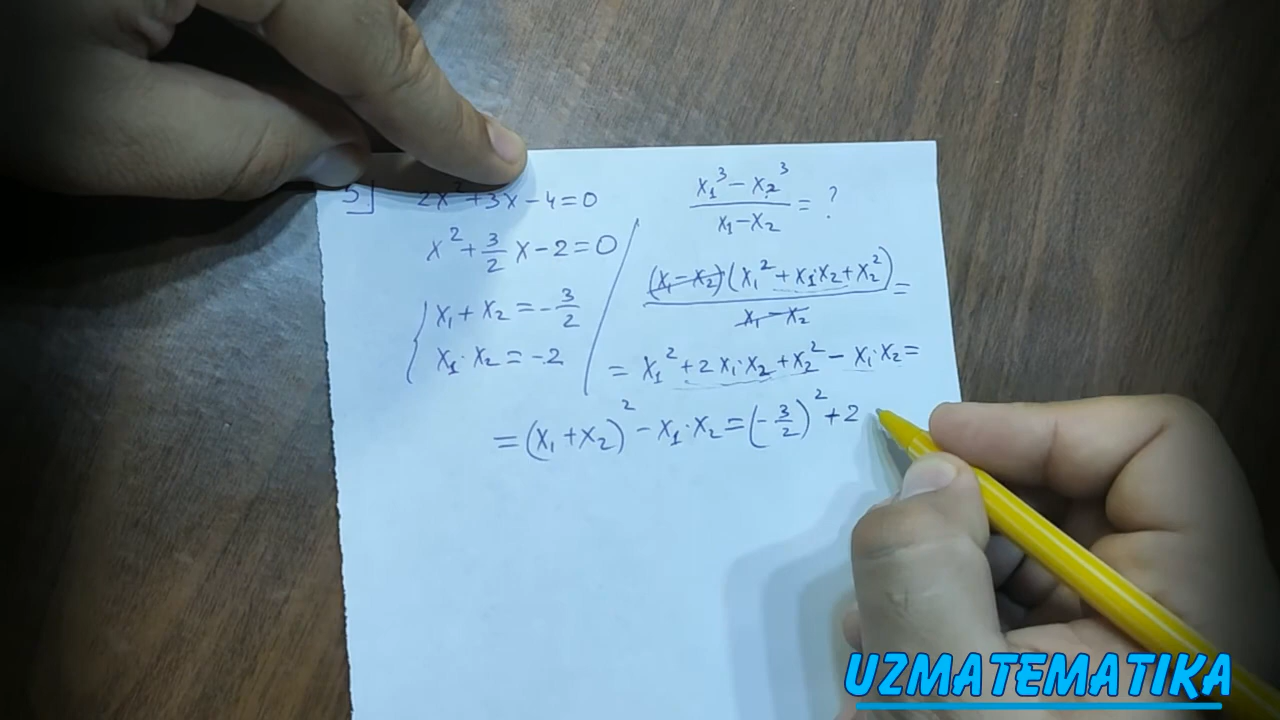 5] 2x²+3x-4=0
x²+3/2 x-2=0
x₁+x₂=-3/2
x₁·x₂=-2
x₁³-x₂³/x₁-x₂=?
(x₁-x₂)(x₁²+x₁x₂+x₂²)/x₁-x₂=
=x₁²+2x₁·x₂+x₂²-x₁·x₂=
=(x₁+x₂)²-x₁·x₂=(-3/2)²+2
UZMATEMATIKA